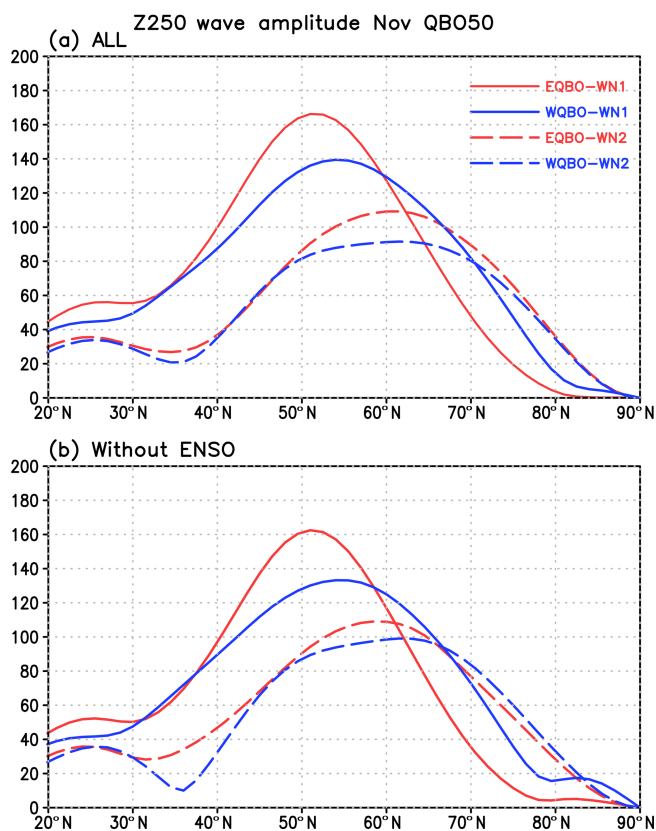 Z250 wave amplitude Nov QBO50
(a) ALL
200
180
160
140
120
100
80
60
40
20
0
EQBO-WN1
WQBO-WN1
EQBO-WN2
WQBO-WN2
20°N 30°N 40°N 50°N 60°N 70°N 80°N 90°N
(b) Without ENSO
200
180
160
140
120
100
80
60
40
20
0
20°N 30°N 40°N 50°N 60°N 70°N 80°N 90°N